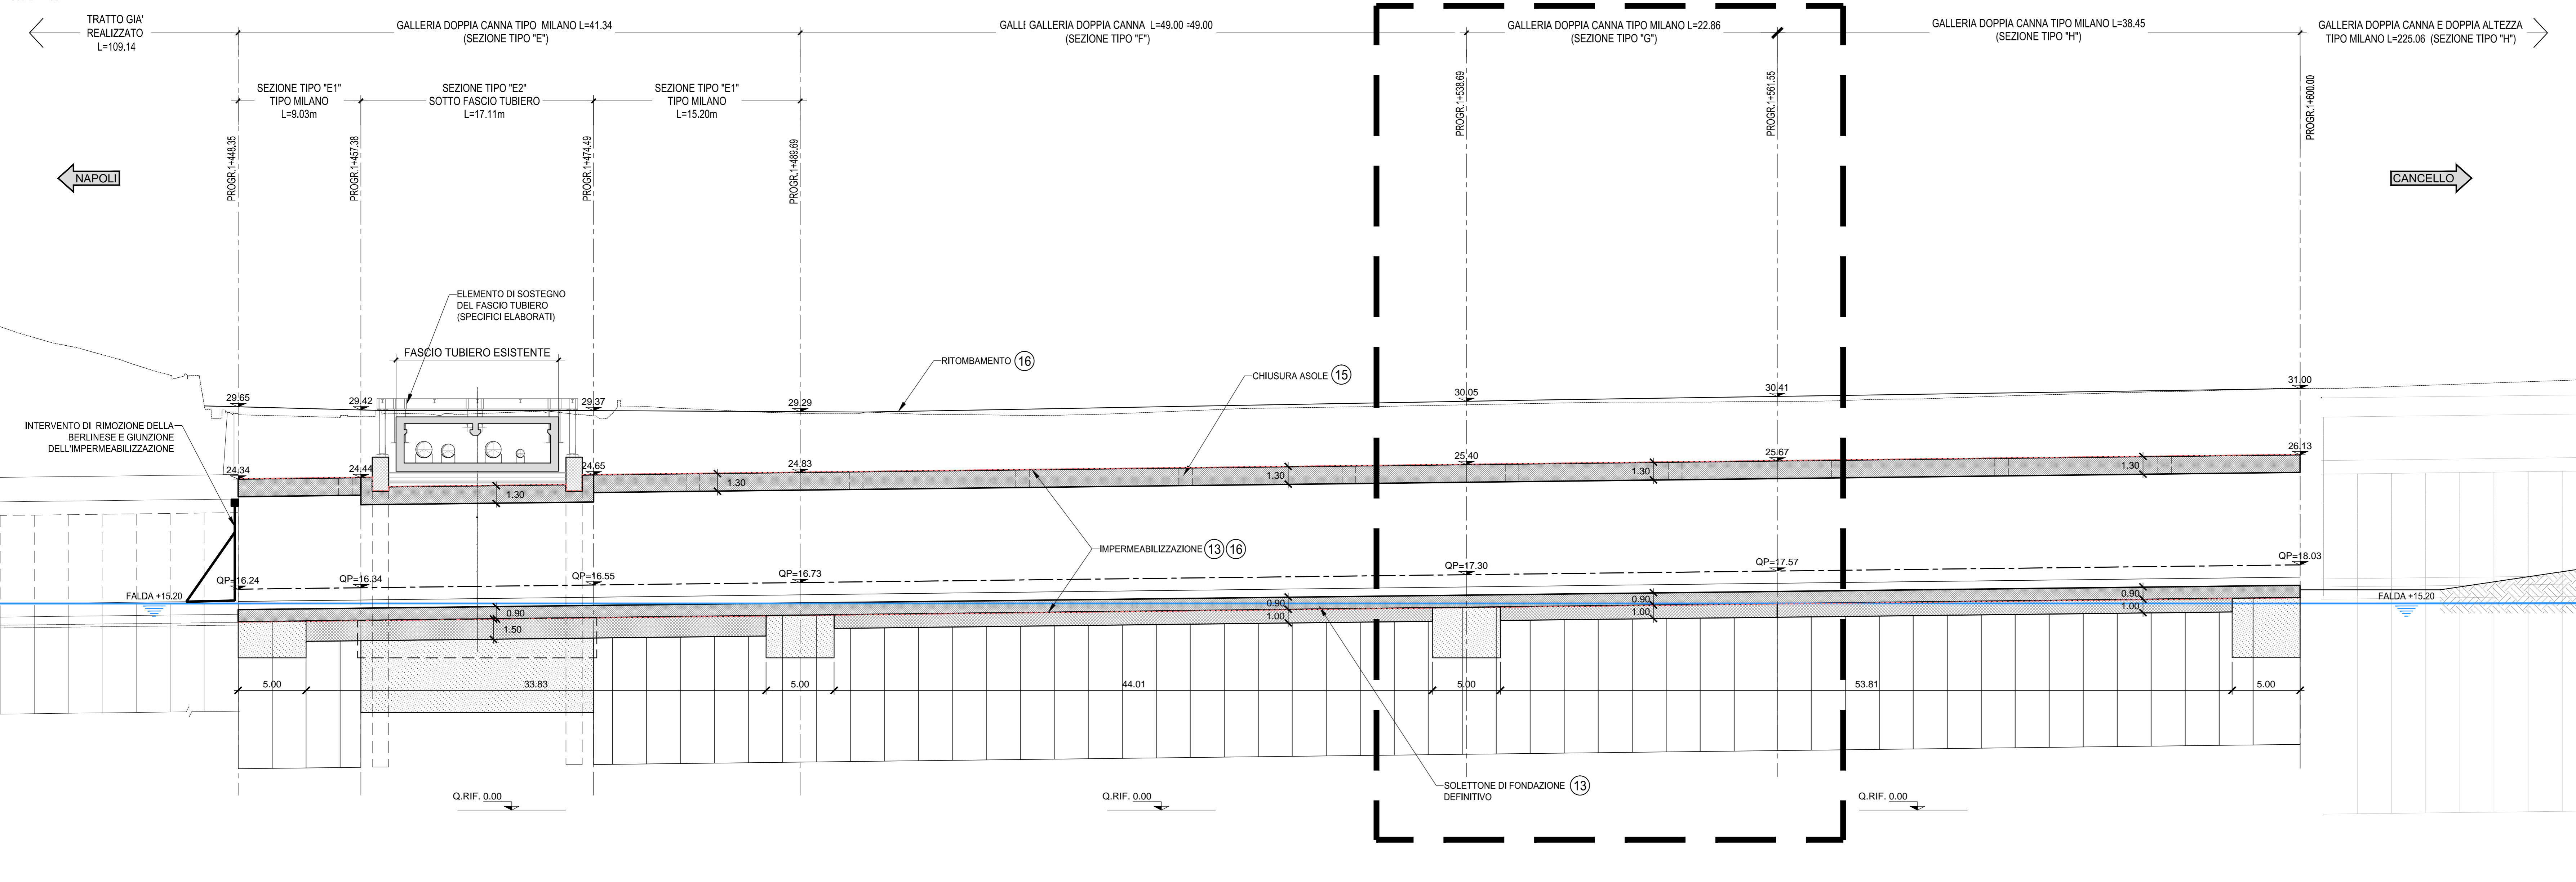 TRATTO GIA'
REALIZZATO
L=109.14
GALLERIA DOPPIA CANNA TIPO MILANO L=41.34
(SEZIONE TIPO "E")
GALLE GALLERIA DOPPIA CANNA L=49.00 =49.00
(SEZIONE TIPO "F")
GALLERIA DOPPIA CANNA TIPO MILANO L=22.86
(SEZIONE TIPO "G")
GALLERIA DOPPIA CANNA TIPO MILANO L=38.45
(SEZIONE TIPO "H")
GALLERIA DOPPIA CANNA E DOPPIA ALTEZZA
TIPO MILANO L=225.06 (SEZIONE TIPO "H")
SEZIONE TIPO "E1"
TIPO MILANO
L=9.03m
SEZIONE TIPO "E2"
SOTTO FASCIO TUBIERO
L=17.11m
SEZIONE TIPO "E1"
TIPO MILANO
L=15.20m
PROGR.1+448.35
PROGR.1+457.38
PROGR.1+474.49
PROGR.1+489.69
PROGR.1+538.69
PROGR.1+561.55
PROGR.1+600.00
NAPOLI
CANCELLO
ELEMENTO DI SOSTEGNO
DEL FASCIO TUBIERO
(SPECIFICI ELABORATI)
FASCIO TUBIERO ESISTENTE
RITOMBAMENTO 16
CHIUSURA ASOLE 15
29.65
29.42
29.37
29.29
30.05
30.41
31.00
INTERVENTO DI RIMOZIONE DELLA
BERLINESE E GIUNZIONE
DELL'IMPERMEABILIZZAZIONE
24.34
24.44
24.65
24.83
25.40
25.67
26.13
1.30
1.30
1.30
1.30
1.30
IMPERMEABILIZZAZIONE 13 16
QP=16.24
QP=16.34
QP=16.55
QP=16.73
QP=17.30
QP=17.57
QP=18.03
FALDA +15.20
FALDA +15.20
0.90
1.50
0.90
1.00
0.90
1.00
0.90
1.00
5.00
33.83
5.00
44.01
5.00
53.81
5.00
SOLETTONE DI FONDAZIONE 13
DEFINITIVO
Q.RIF. 0.00
Q.RIF. 0.00
Q.RIF. 0.00